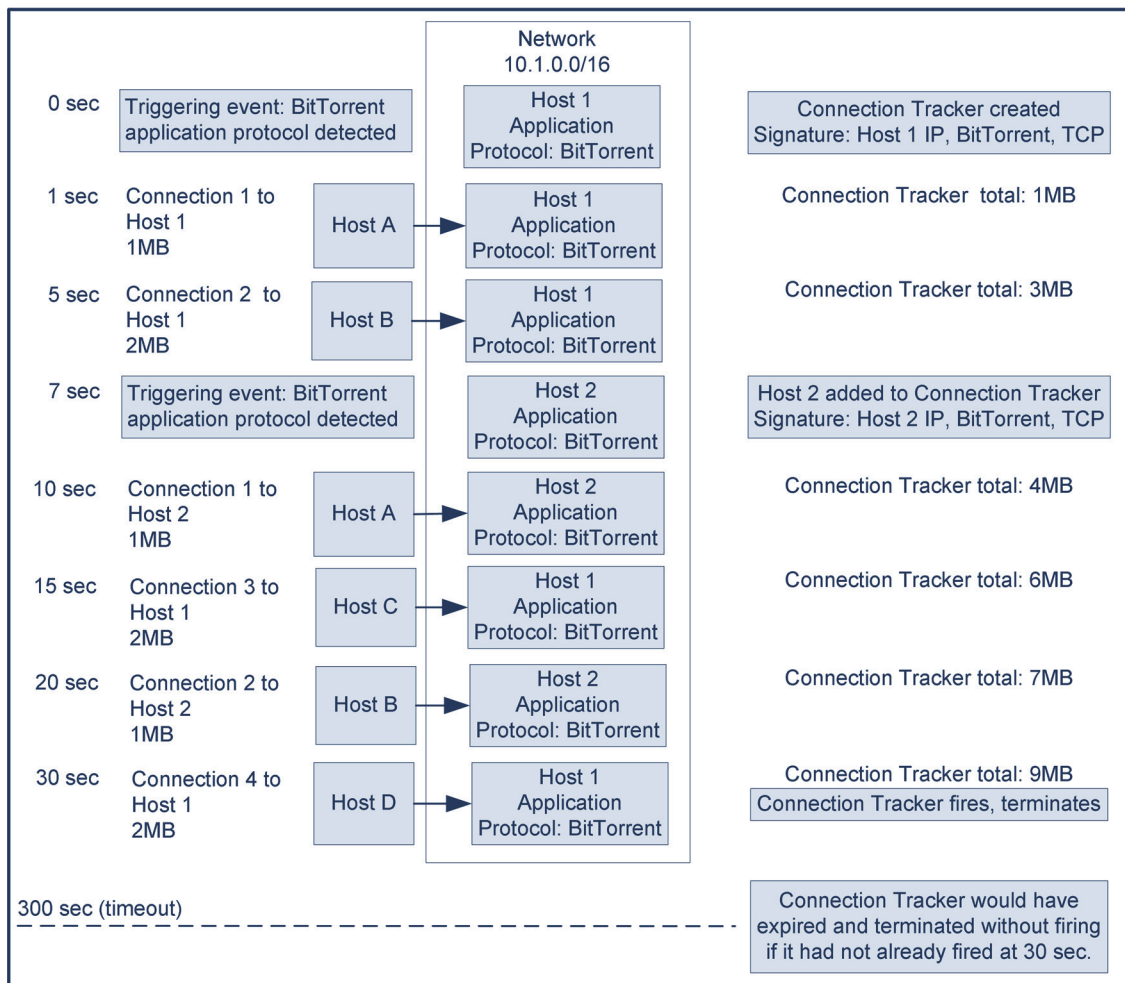 Network
10.1.0.0/16
0 sec
Triggering event: BitTorrent
application protocol detected
Host 1
Application
Protocol: BitTorrent
Connection Tracker created
Signature: Host 1 IP, BitTorrent, TCP
1 sec
Connection 1 to
Host 1
1MB
Host A
Host 1
Application
Protocol: BitTorrent
Connection Tracker total: 1MB
5 sec
Connection 2 to
Host 1
2MB
Host B
Host 1
Application
Protocol: BitTorrent
Connection Tracker total: 3MB
7 sec
Triggering event: BitTorrent
application protocol detected
Host 2
Application
Protocol: BitTorrent
Host 2 added to Connection Tracker
Signature: Host 2 IP, BitTorrent, TCP
10 sec
Connection 1 to
Host 2
1MB
Host A
Host 2
Application
Protocol: BitTorrent
Connection Tracker total: 4MB
15 sec
Connection 3 to
Host 1
2MB
Host C
Host 1
Application
Protocol: BitTorrent
Connection Tracker total: 6MB
20 sec
Connection 2 to
Host 2
1MB
Host B
Host 2
Application
Protocol: BitTorrent
Connection Tracker total: 7MB
30 sec
Connection 4 to
Host 1
2MB
Host D
Host 1
Application
Protocol: BitTorrent
Connection Tracker total: 9MB
Connection Tracker fires, terminates
300 sec (timeout)
Connection Tracker would have
expired and terminated without firing
if it had not already fired at 30 sec.